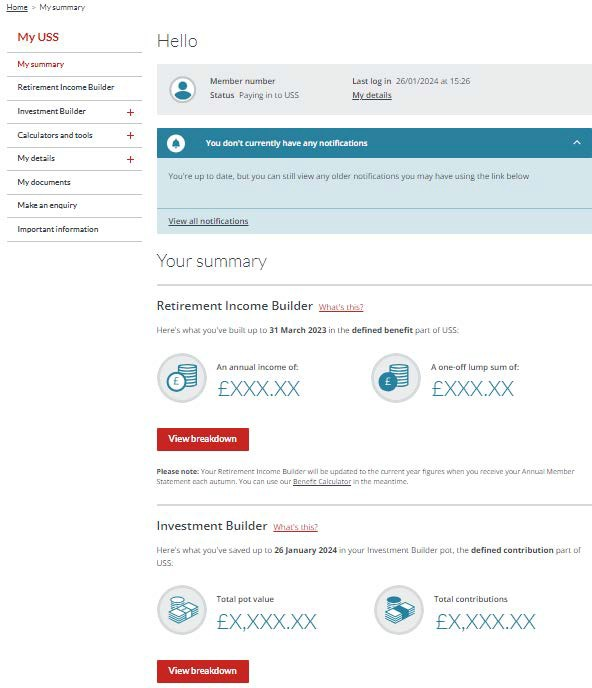 Home > My summary
My USS
My summary
Retirement Income Builder
Investment Builder +
Calculators and tools +
My details +
My documents
Make an enquiry
Important information
Hello
Member number
Status Paying in to USS
Last log in 26/01/2024 at 15:26
My details
You don't currently have any notifications
You're up to date, but you can still view any older notifications you may have using the link below
View all notifications
Your summary
Retirement Income Builder What's this?
Here's what you've built up to 31 March 2023 in the defined benefit part of USS:
An annual income of:
£XXX.XX
A one-off lump sum of:
£XXX.XX
View breakdown
Please note: Your Retirement Income Builder will be updated to the current year figures when you receive your Annual Member
Statement each autumn. You can use our Benefit Calculator in the meantime.
Investment Builder What's this?
Here's what you've saved up to 26 January 2024 in your Investment Builder pot, the defined contribution part of
USS:
Total pot value
£X,XXX.XX
Total contributions
£X,XXX.XX
View breakdown